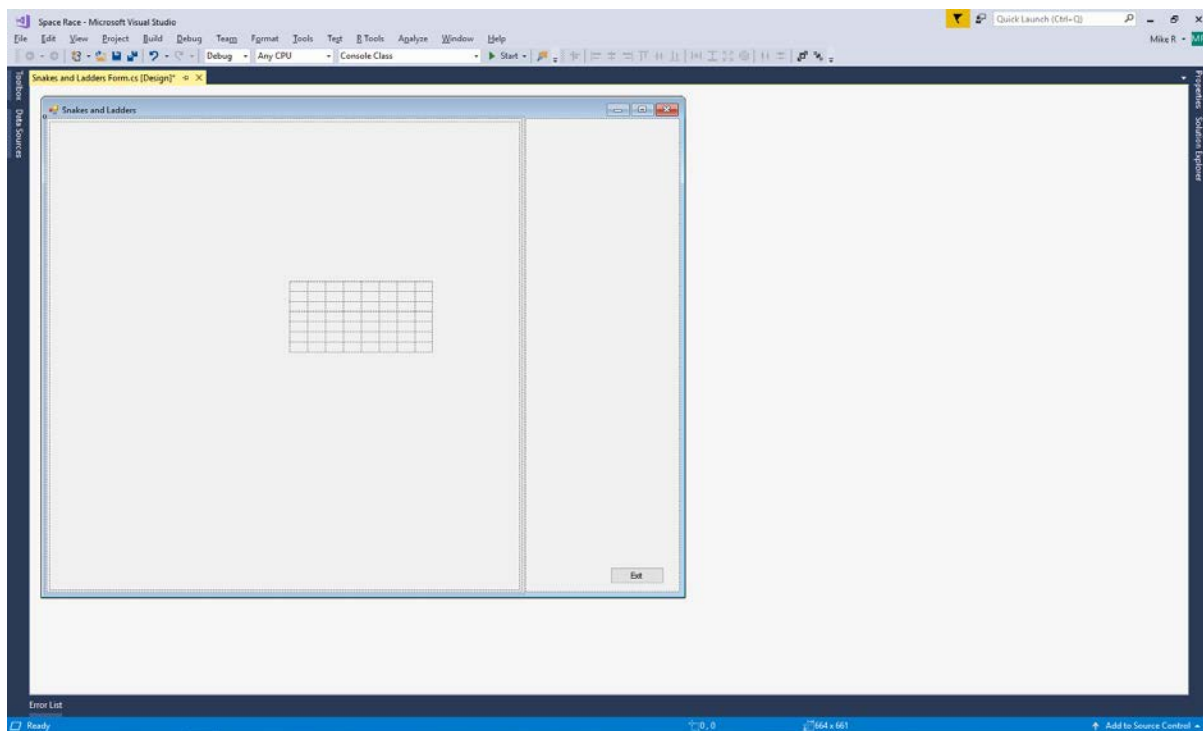 Space Race - Microsoft Visual Studio
Quick Launch (Ctrl+Q)
File Edit View Project Build Debug Team Format Tools Test R Tools Analyze Window Help
Mike R
Debug Any CPU Console Class Start
Toolbox
Data Sources
Snakes and Ladders Form.cs [Design]*
Properties
Solution Explorer
Snakes and Ladders
Exit
Error List
Ready
0, 0
664 x 661
Add to Source Control